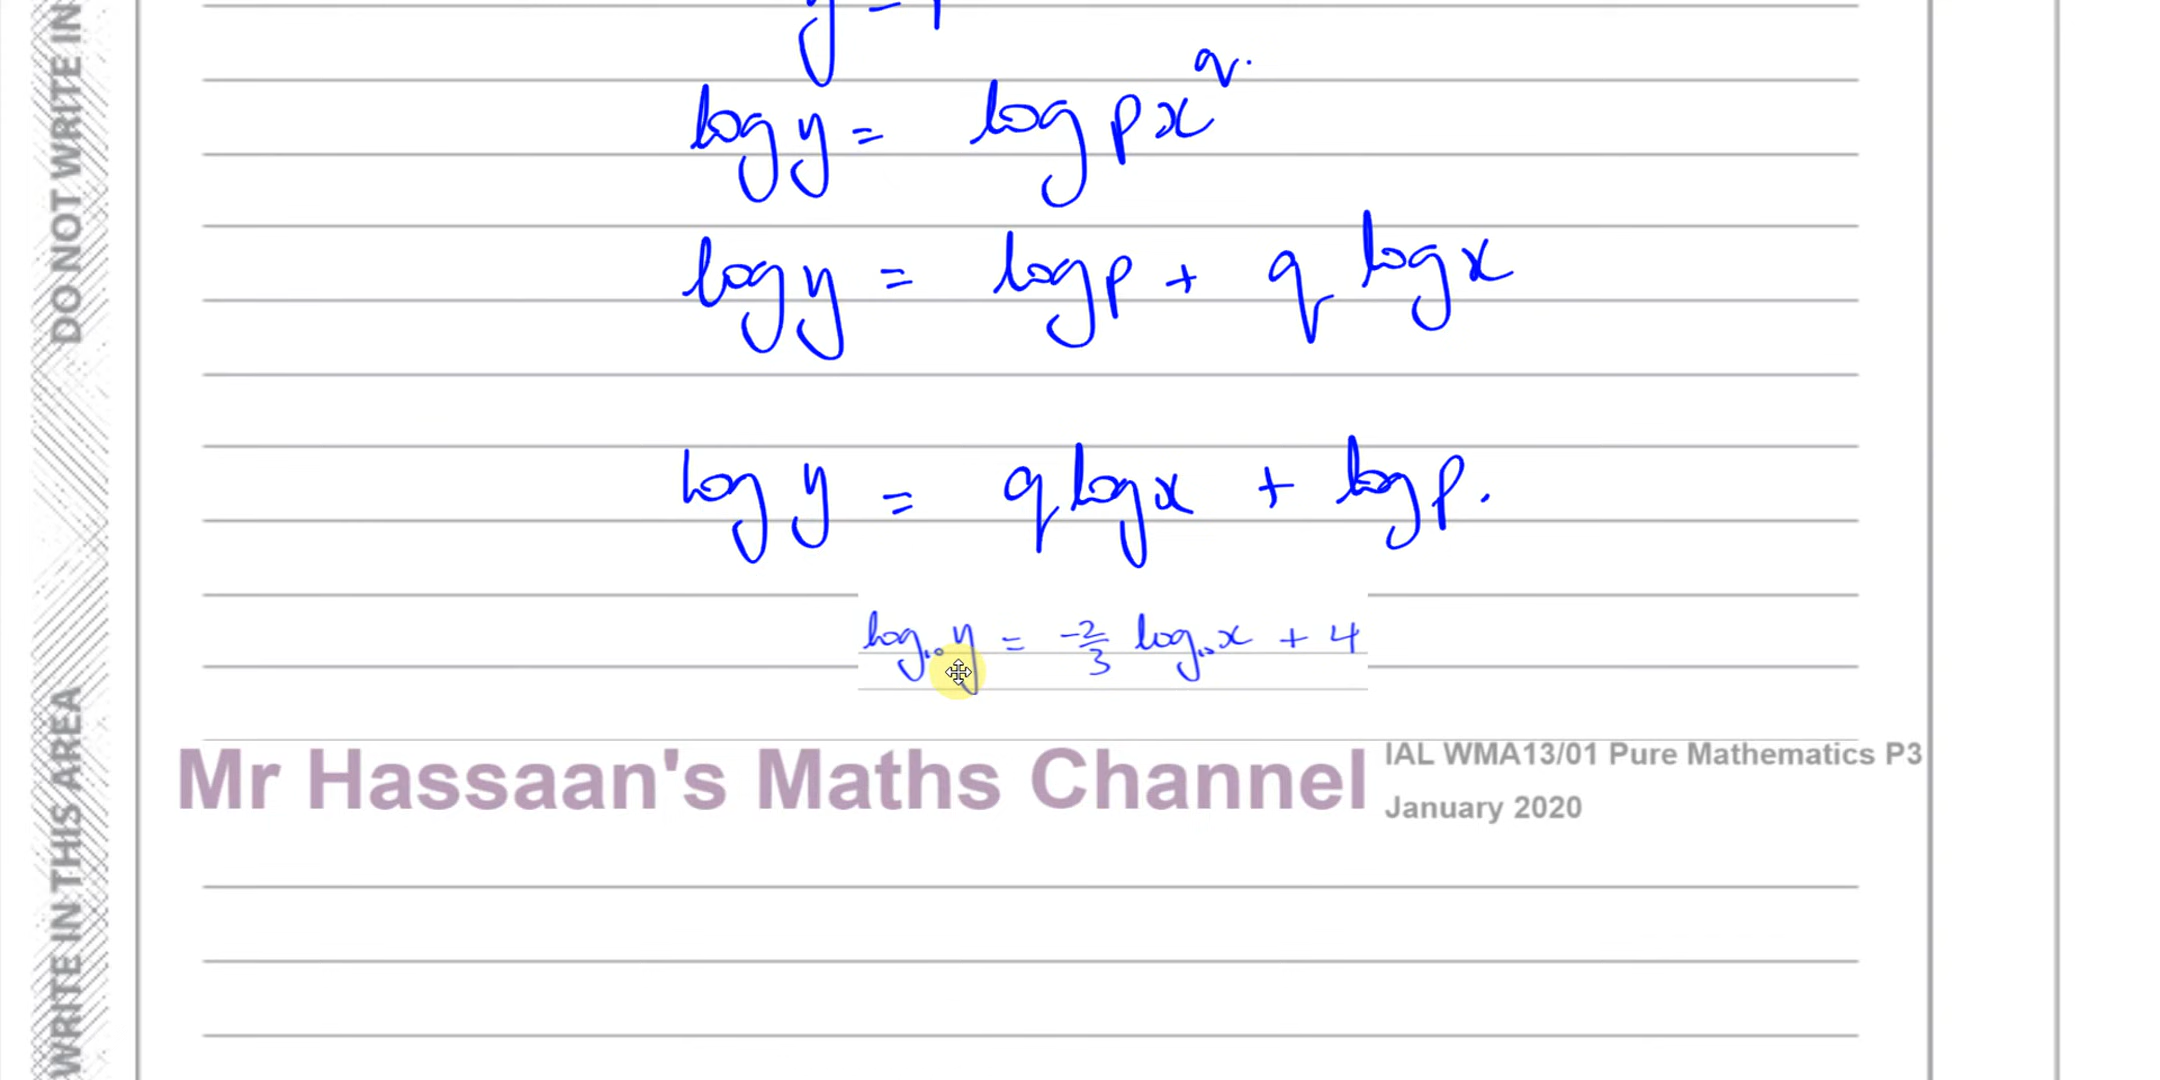 log y = log px^q.
log y = log p + q log x
log y = q log x + log p.
log₁₀ y = -2/3 log₁₀ x + 4
Mr Hassaan's Maths Channel
IAL WMA13/01 Pure Mathematics P3
January 2020
DO NOT WRITE IN
WRITE IN THIS AREA